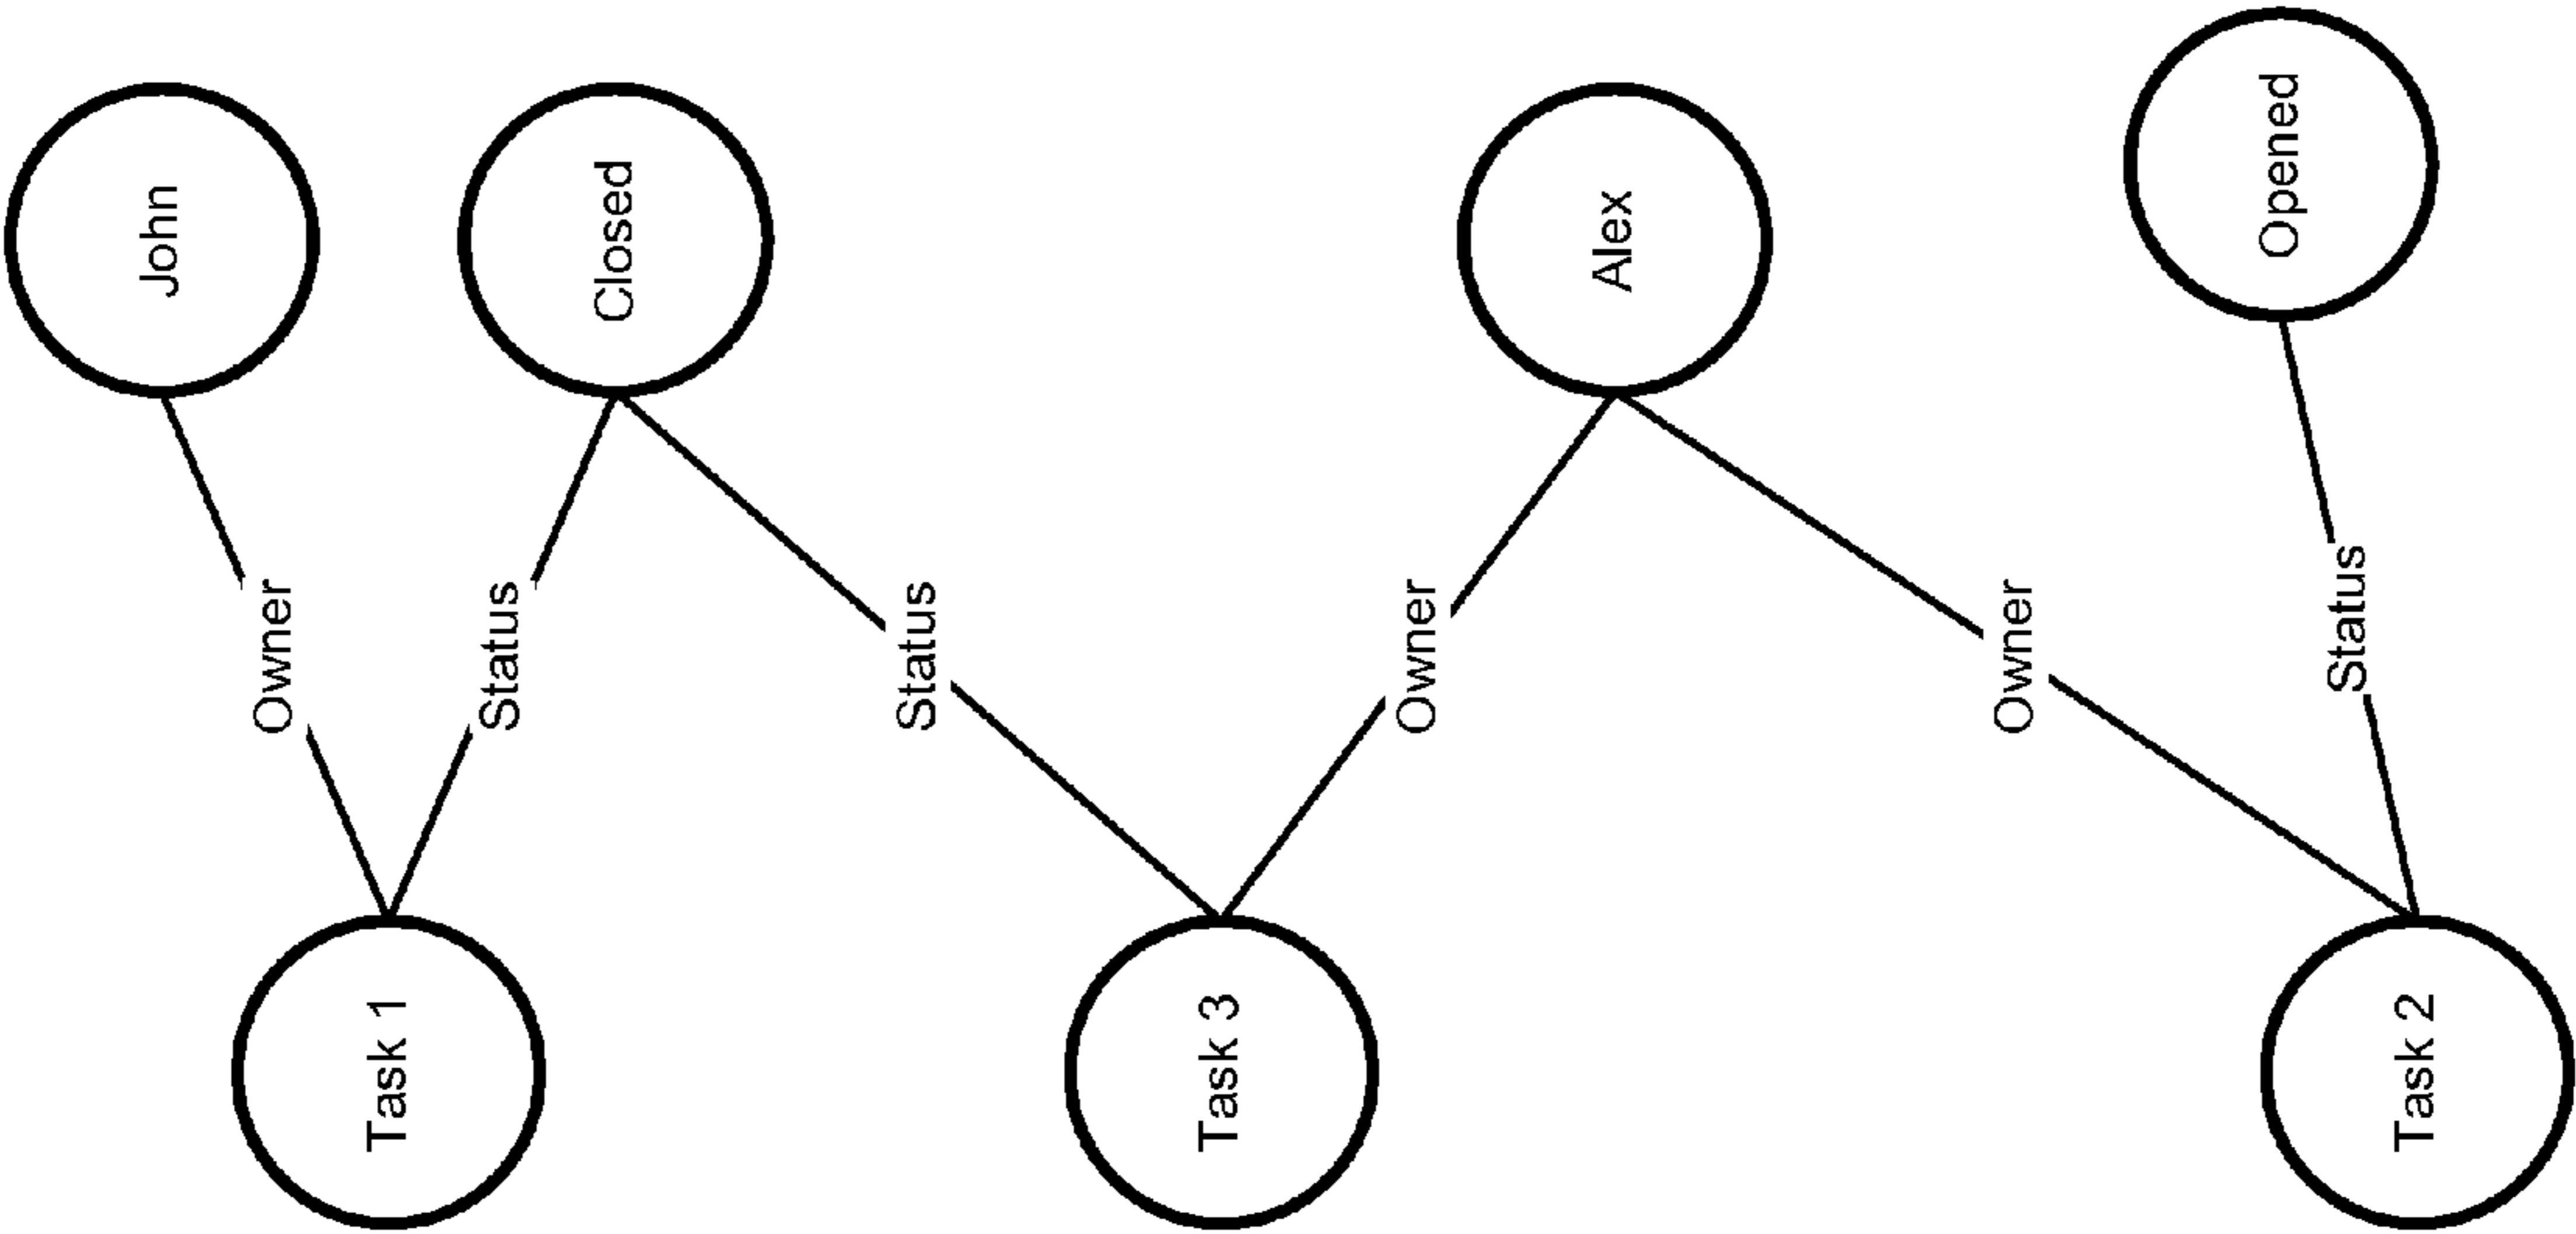 John
Closed
Alex
Opened
Owner
Status
Status
Owner
Owner
Status
Task 1
Task 3
Task 2